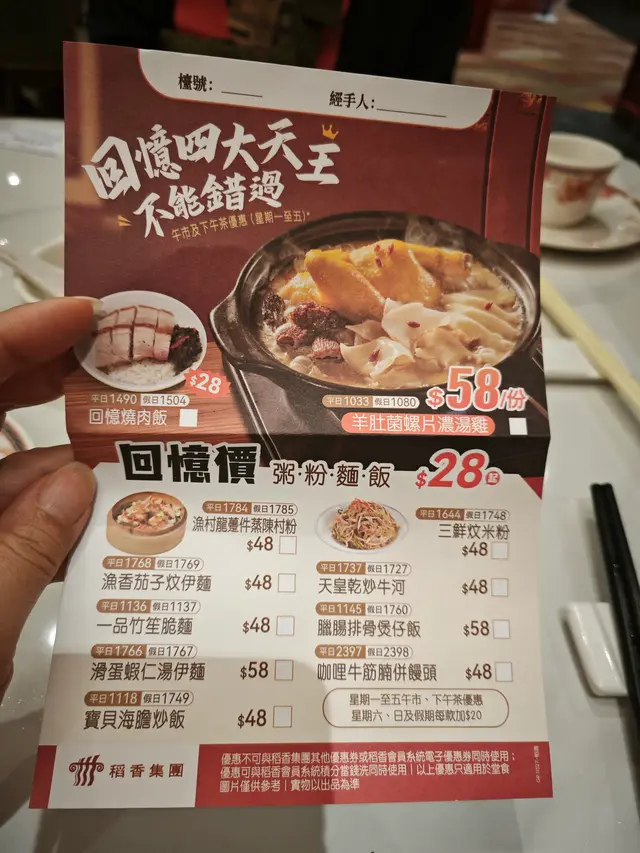 檯號：
經手人：
回憶四大天王
不能錯過
午市及下午茶優惠（星期一至五）*
$28
平日1490 假日1504
回憶燒肉飯
平日1033 假日1080
$58/份
羊肚菌螺片濃湯雞
回憶價 粥·粉·麵·飯 $28起
平日1784 假日1785
漁村龍躉件蒸陳村粉
$48
平日1644 假日1748
三鮮炆米粉
$48
平日1768 假日1769
漁香茄子炆伊麵 $48
平日1737 假日1727
天皇乾炒牛河 $48
平日1136 假日1137
一品竹笙脆麵 $48
平日1145 假日1760
臘腸排骨煲仔飯 $58
平日1766 假日1767
滑蛋蝦仁湯伊麵 $58
平日2397 假日2398
咖哩牛筋腩併饅頭 $48
平日1118 假日1749
寶貝海膽炒飯 $48
星期一至五午市、下午茶優惠
星期六、日及假期每款加$20
稻香集團
優惠不可與稻香集團其他優惠券或稻香會員系統電子優惠券同時使用；
優惠可與稻香會員系統積分當錢洗同時使用｜以上優惠只適用於堂食
圖片僅供參考｜實物以出品為準